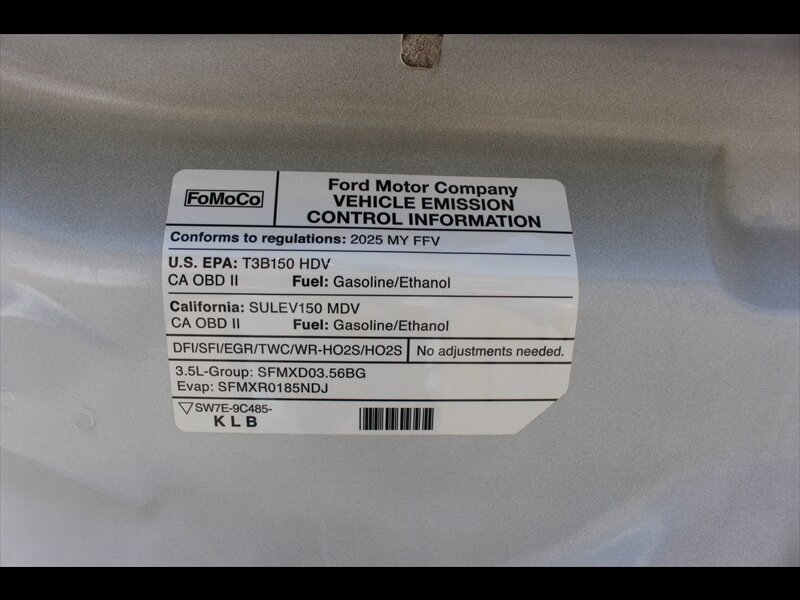 FoMoCo
Ford Motor Company
VEHICLE EMISSION
CONTROL INFORMATION
Conforms to regulations: 2025 MY FFV
U.S. EPA: T3B150 HDV
CA OBD II Fuel: Gasoline/Ethanol
California: SULEV150 MDV
CA OBD II Fuel: Gasoline/Ethanol
DFI/SFI/EGR/TWC/WR-HO2S/HO2S No adjustments needed.
3.5L-Group: SFMXD03.56BG
Evap: SFMXR0185NDJ
SW7E-9C485-
K L B